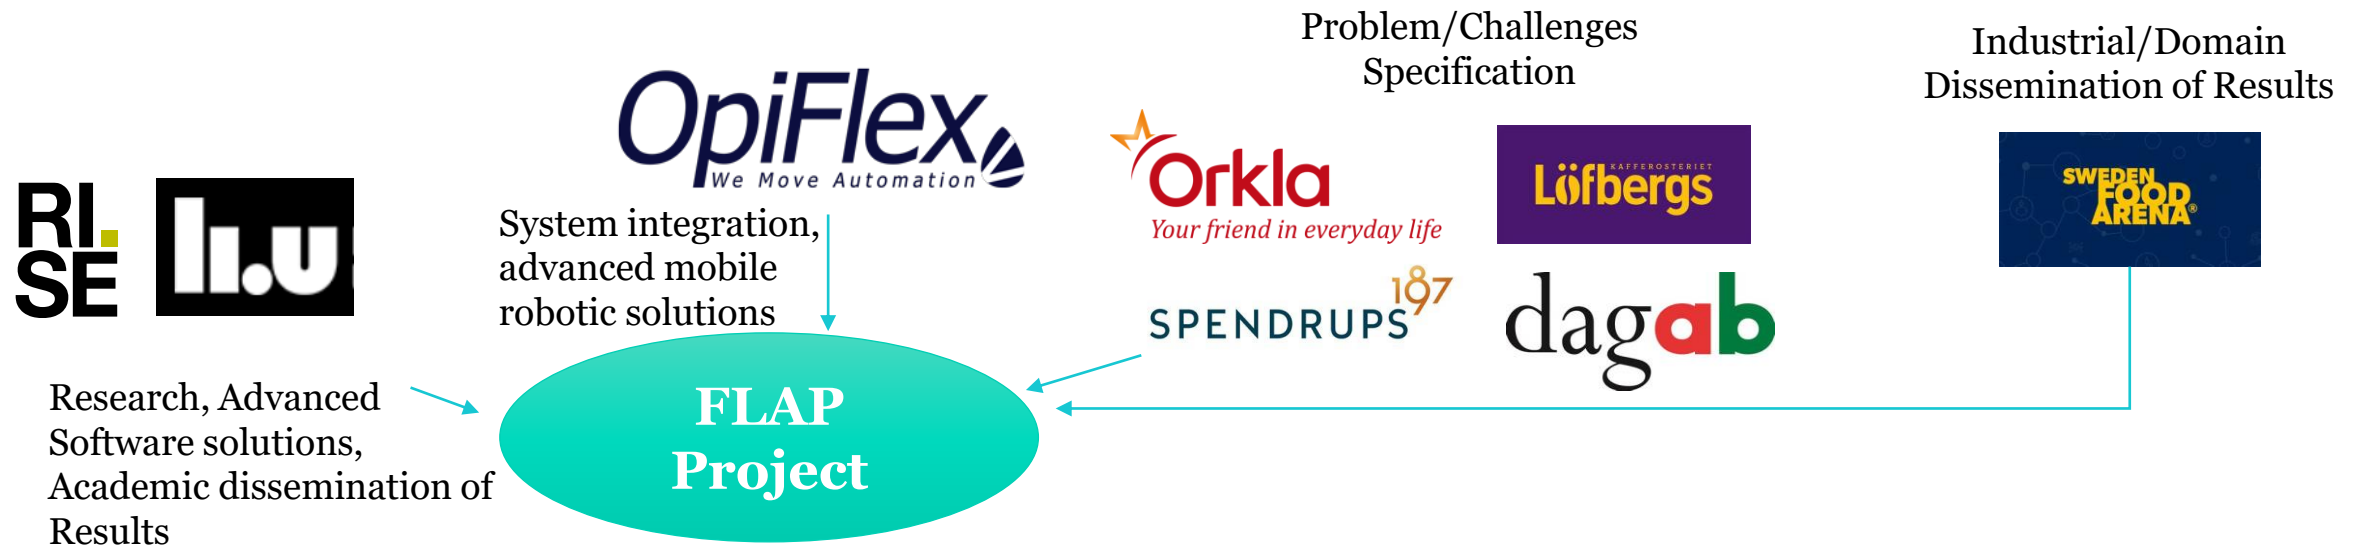 RI.
SE
li.u
Research, Advanced
Software solutions,
Academic dissemination of
Results
OpiFlex
We Move Automation
System integration,
advanced mobile
robotic solutions
FLAP
Project
Problem/Challenges
Specification
Orkla
Your friend in everyday life
KAFFEROSTERIET
Löfbergs
SPENDRUPS
1897
dagab
Industrial/Domain
Dissemination of Results
SWEDEN
FOOD
ARENA®